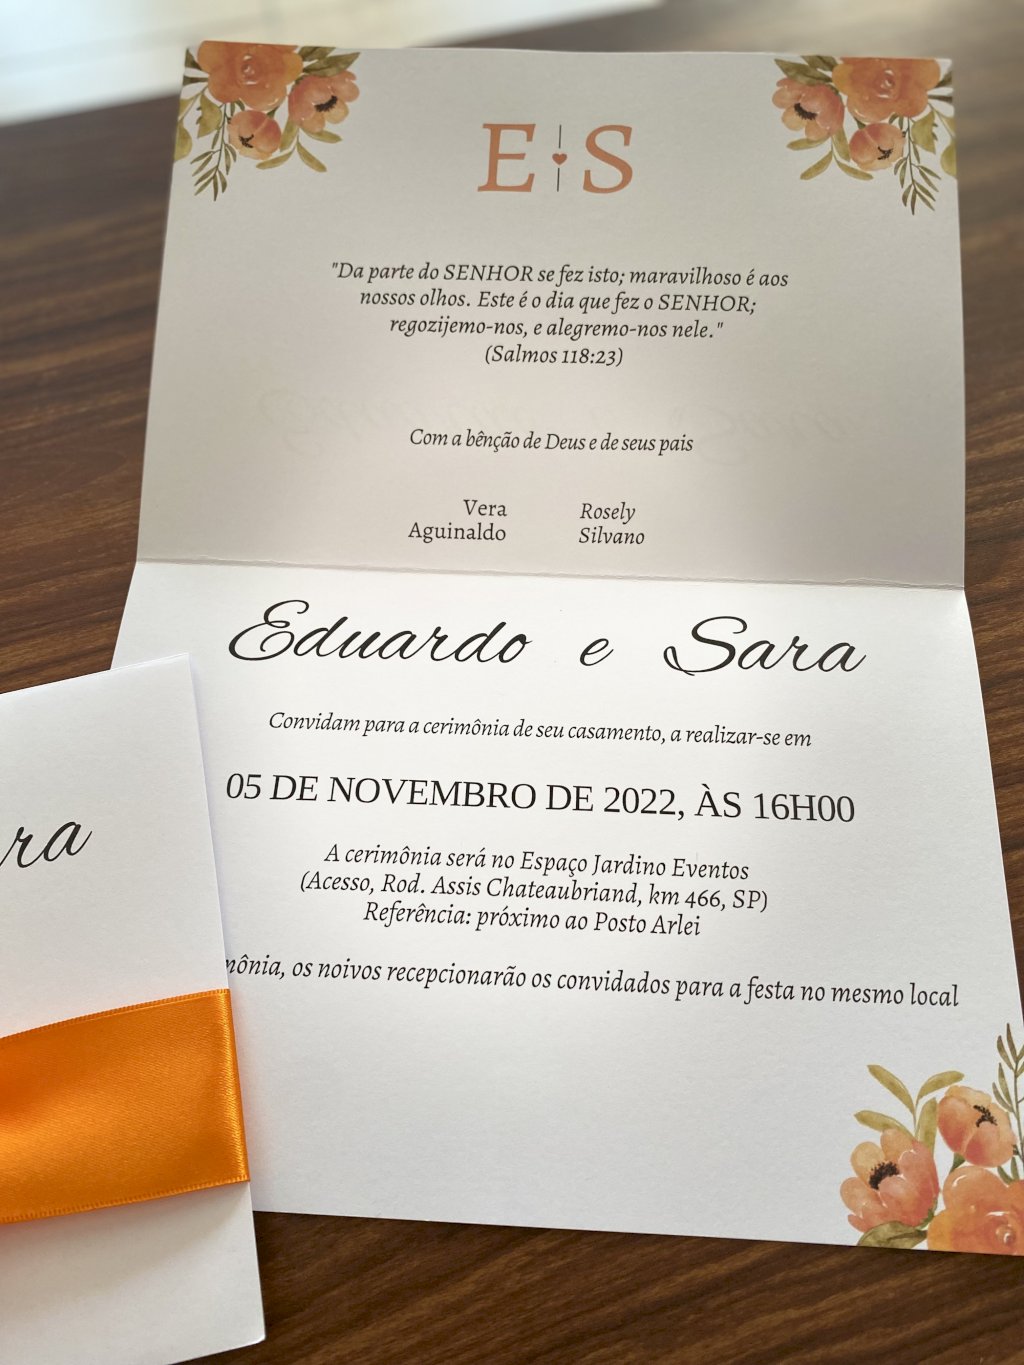 E S
"Da parte do SENHOR se fez isto; maravilhoso é aos
nossos olhos. Este é o dia que fez o SENHOR;
regozijemo-nos, e alegremo-nos nele."
(Salmos 118:23)
Com a bênção de Deus e de seus pais
Vera Rosely
Aguinaldo Silvano
Eduardo e Sara
Convidam para a cerimônia de seu casamento, a realizar-se em
05 DE NOVEMBRO DE 2022, ÀS 16H00
A cerimônia será no Espaço Jardino Eventos
(Acesso, Rod. Assis Chateaubriand, km 466, SP)
Referência: próximo ao Posto Arlei
mônia, os noivos recepcionarão os convidados para a festa no mesmo local
ra